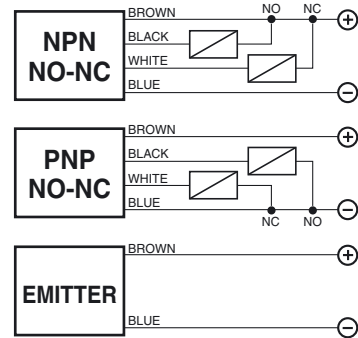 BROWN
NO NC
NPN
NO-NC
BLACK
WHITE
BLUE
BROWN
PNP
NO-NC
BLACK
WHITE
BLUE
NC NO
BROWN
EMITTER
BLUE